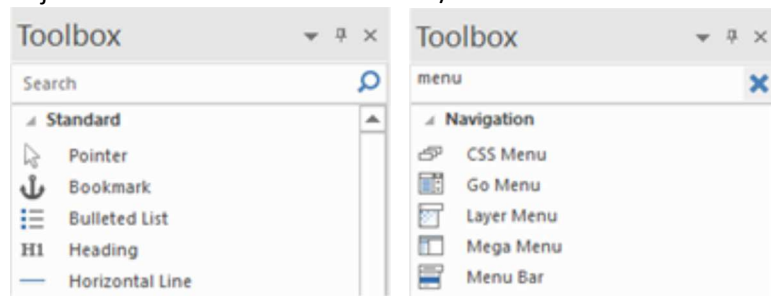 Toolbox
Search
Standard
Pointer
Bookmark
Bulleted List
H1 Heading
Horizontal Line
Toolbox
menu
Navigation
CSS Menu
Go Menu
Layer Menu
Mega Menu
Menu Bar